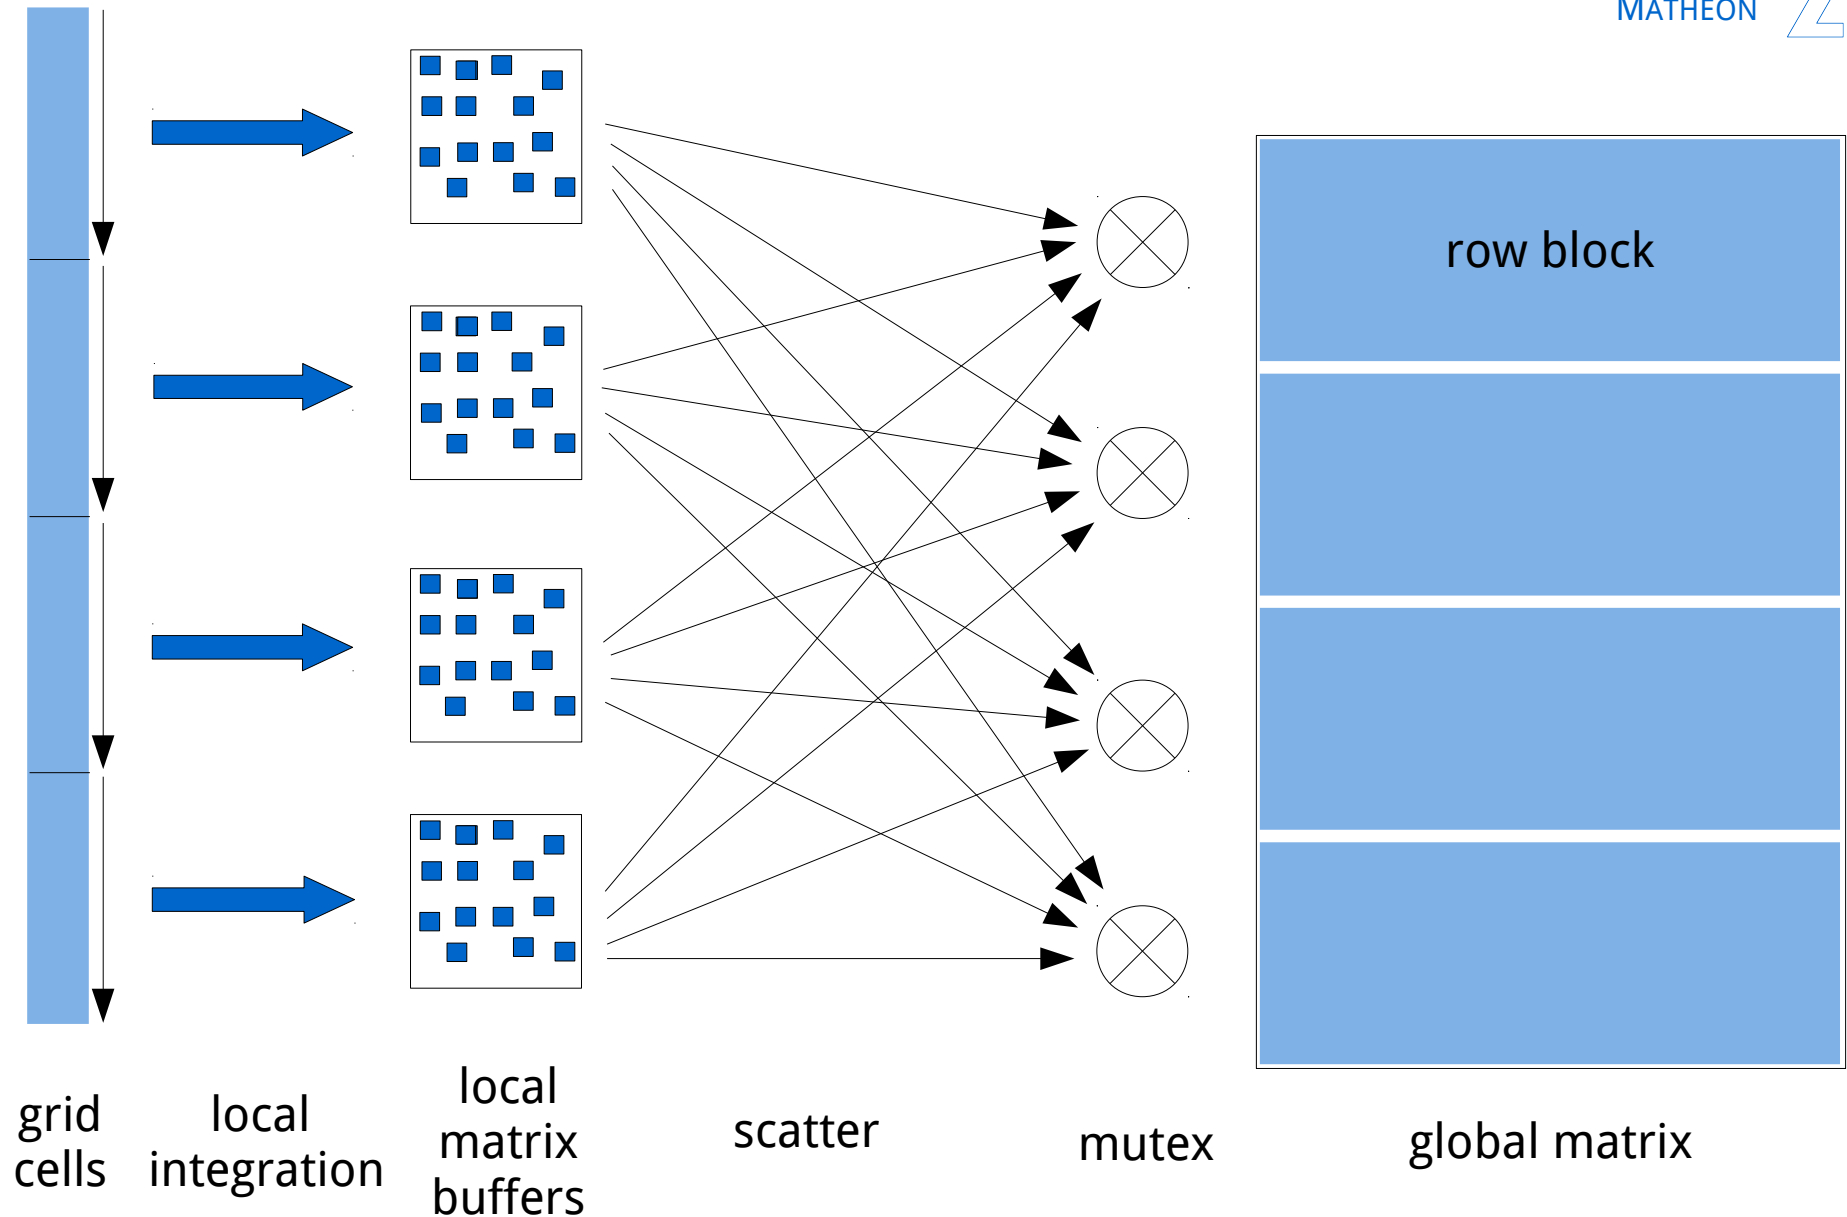 MATHEON
row block
grid
cells
local
integration
local
matrix
buffers
scatter
mutex
global matrix